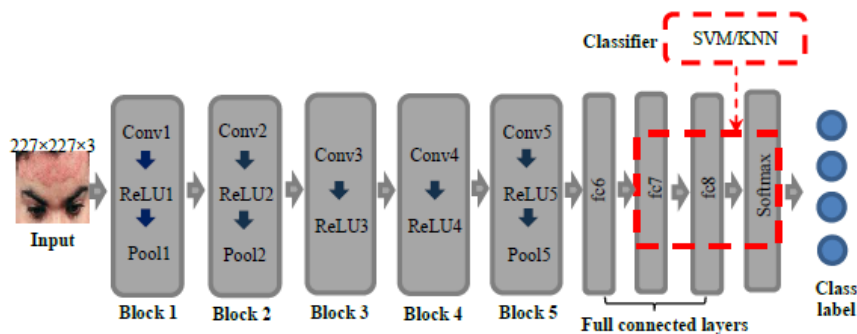 Classifier
SVM/KNN
227×227×3
Input
Conv1
ReLU1
Pool1
Block 1
Conv2
ReLU2
Pool2
Block 2
Conv3
ReLU3
Block 3
Conv4
ReLU4
Block 4
Conv5
ReLU5
Pool5
Block 5
fc6
fc7
fc8
Softmax
Full connected layers
Class
label